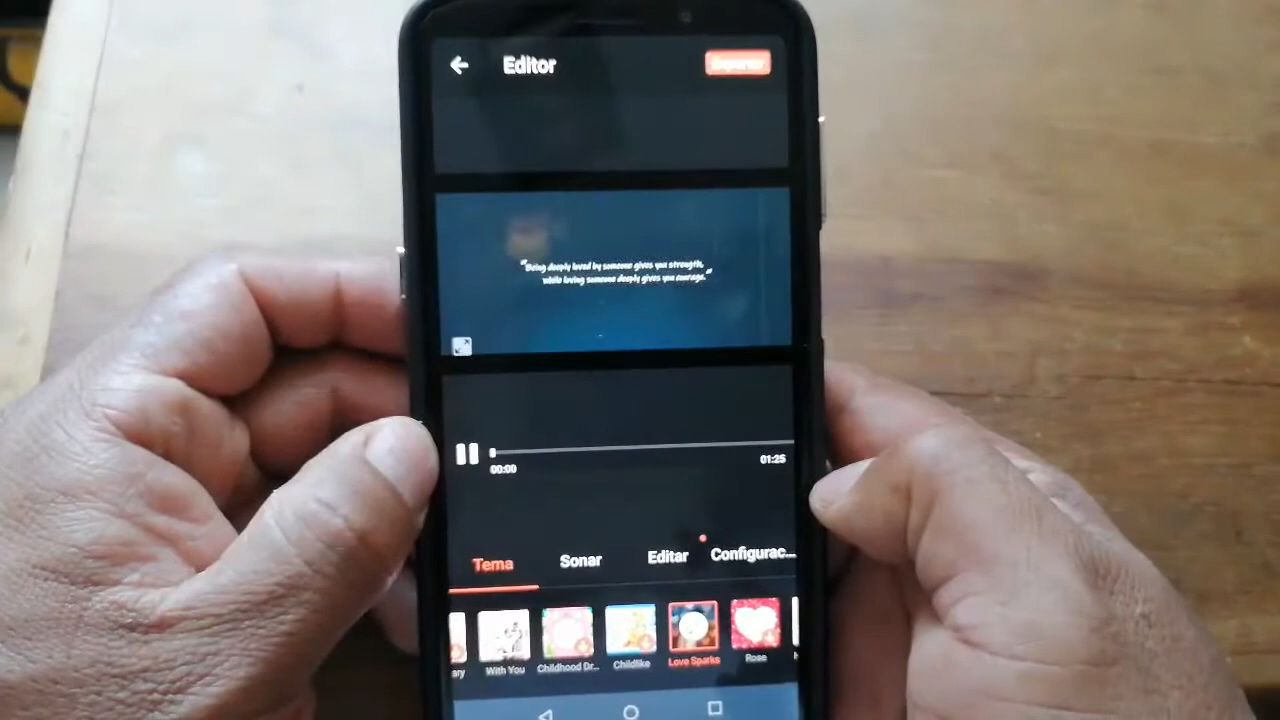 Editor
"Being deeply loved by someone gives you strength,
while loving someone deeply gives you courage."
00:00
01:25
Tema Sonar Editar Configurac...
ary With You Childhood Dr... Childlike Love Sparks Rose